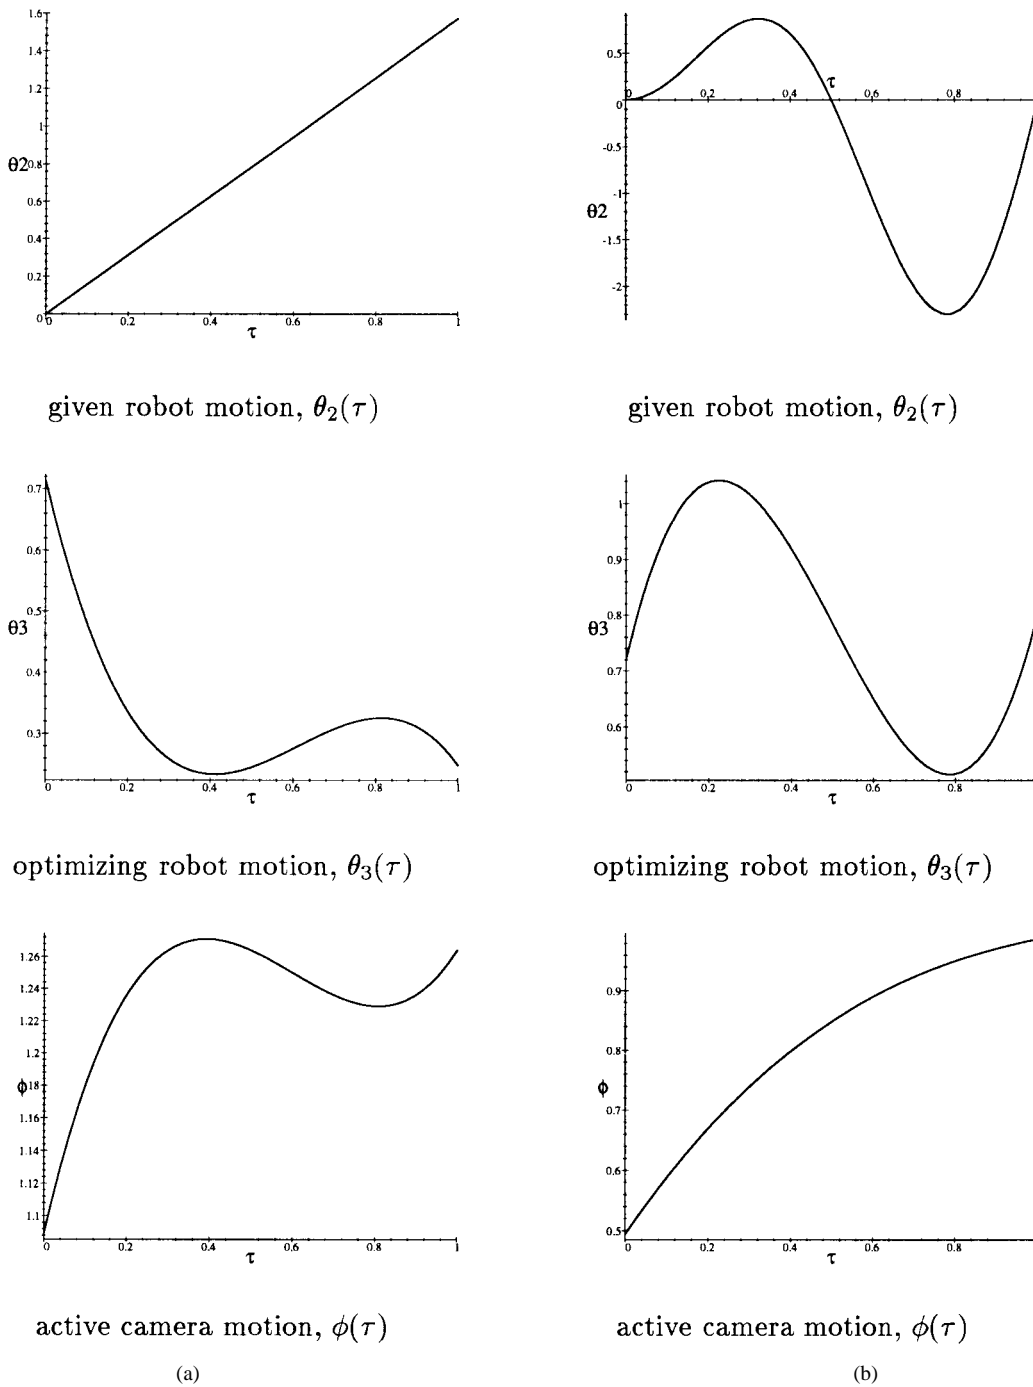 1.6
1.4
1.2
1
θ2
0.8
0.6
0.4
0.2
0
0 0.2 0.4 0.6 0.8 1
τ
given robot motion, θ₂(τ)
0.5
τ
0 0.2 0.4 0.6 0.8
0
-0.5
-1
θ2
-1.5
-2
given robot motion, θ₂(τ)
0.7
0.6
0.5
θ3
0.4
0.3
0 0.2 0.4 0.6 0.8 1
τ
optimizing robot motion, θ₃(τ)
1
0.9
0.8
θ3
0.7
0.6
0 0.2 0.4 0.6 0.8
τ
optimizing robot motion, θ₃(τ)
1.26
1.24
1.22
1.2
ϕ
1.18
1.16
1.14
1.12
1.1
0 0.2 0.4 0.6 0.8 1
τ
active camera motion, ϕ(τ)
(a)
0.9
0.8
ϕ
0.7
0.6
0.5
0 0.2 0.4 0.6 0.8
τ
active camera motion, ϕ(τ)
(b)